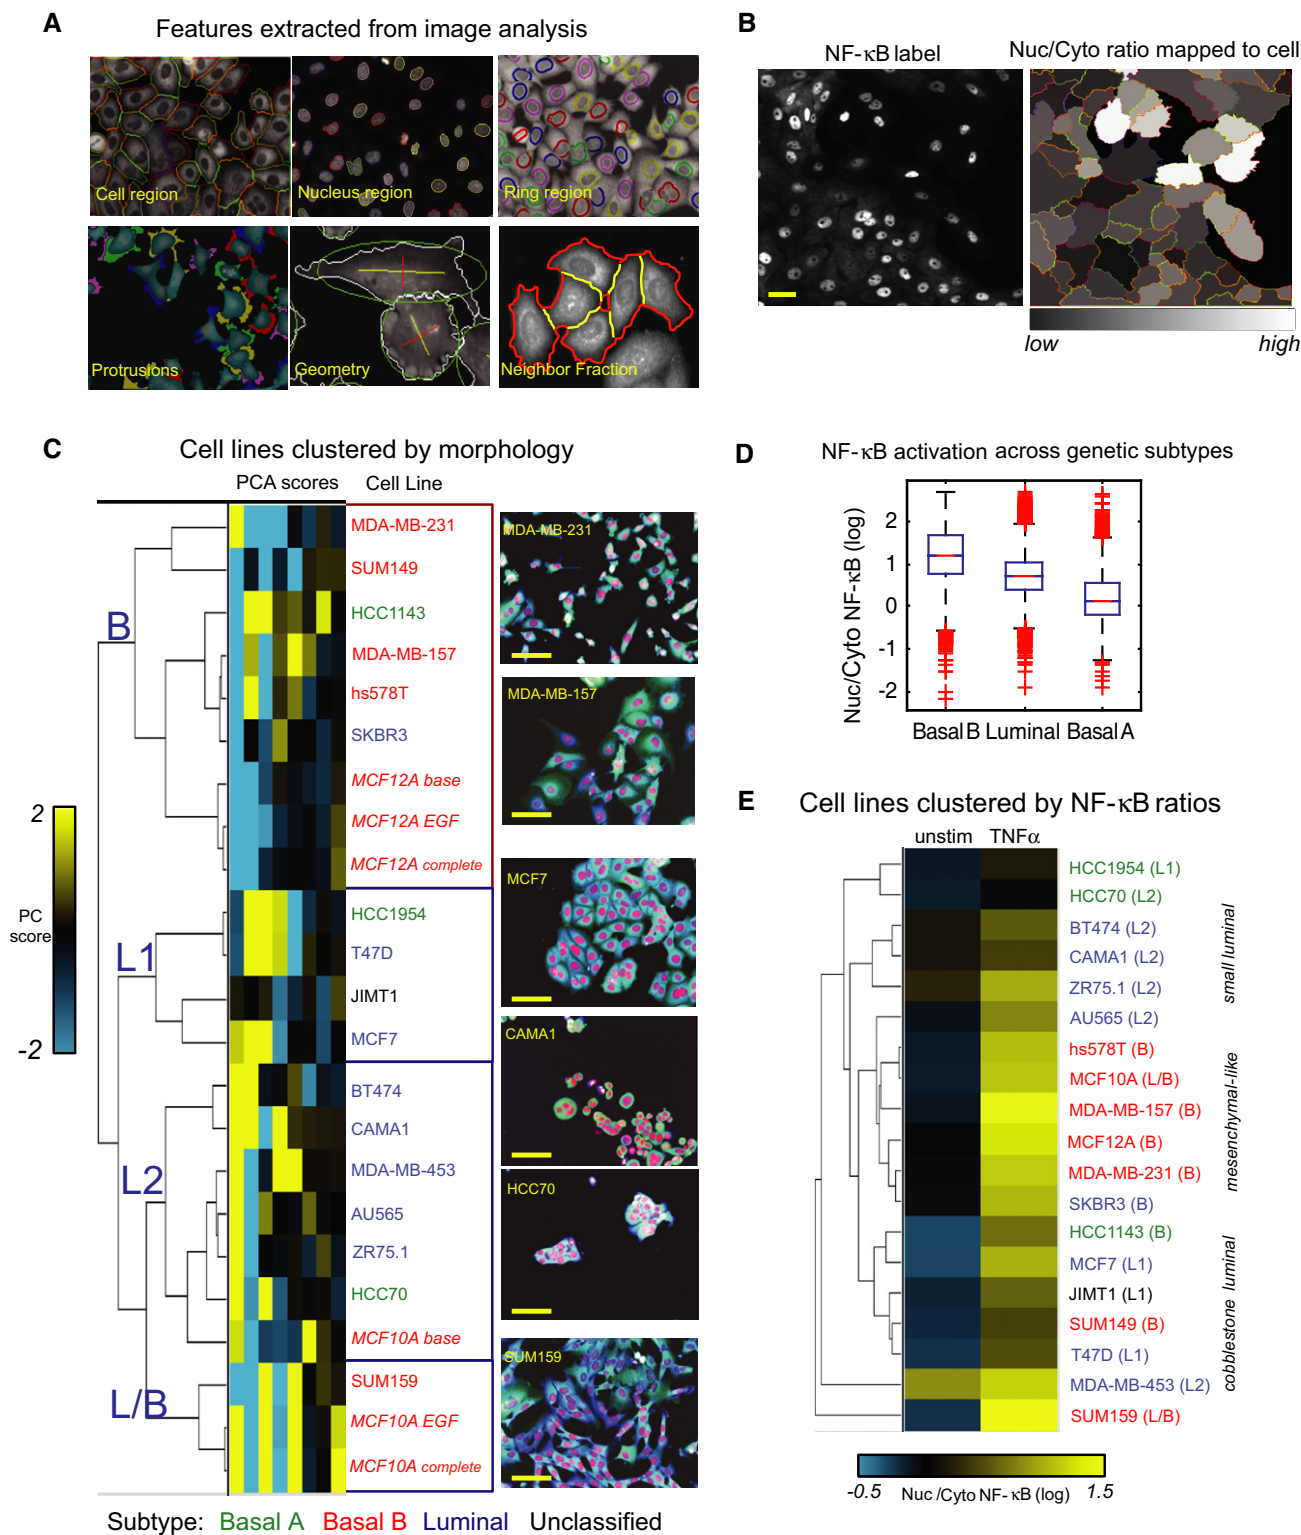 A
Features extracted from image analysis
Cell region
Nucleus region
Ring region
Protrusions
Geometry
Neighbor Fraction
B
NF-κB label
Nuc/Cyto ratio mapped to cell
low
high
C
Cell lines clustered by morphology
PCA scores
Cell Line
B
L1
L2
L/B
2
PC
score
-2
MDA-MB-231
SUM149
HCC1143
MDA-MB-157
hs578T
SKBR3
MCF12A base
MCF12A EGF
MCF12A complete
HCC1954
T47D
JIMT1
MCF7
BT474
CAMA1
MDA-MB-453
AU565
ZR75.1
HCC70
MCF10A base
SUM159
MCF10A EGF
MCF10A complete
MDA-MB-231
MDA-MB-157
MCF7
CAMA1
HCC70
SUM159
Subtype: Basal A Basal B Luminal Unclassified
D
NF-κB activation across genetic subtypes
Nuc/Cyto NF-κB (log)
2
1
0
-1
-2
Basal B Luminal Basal A
E
Cell lines clustered by NF-κB ratios
unstim TNFα
HCC1954 (L1)
HCC70 (L2)
BT474 (L2)
CAMA1 (L2)
ZR75.1 (L2)
AU565 (L2)
hs578T (B)
MCF10A (L/B)
MDA-MB-157 (B)
MCF12A (B)
MDA-MB-231 (B)
SKBR3 (B)
HCC1143 (B)
MCF7 (L1)
JIMT1 (L1)
SUM149 (B)
T47D (L1)
MDA-MB-453 (L2)
SUM159 (L/B)
small luminal
mesenchymal-like
cobblestone luminal
-0.5
Nuc/Cyto NF-κB (log)
1.5